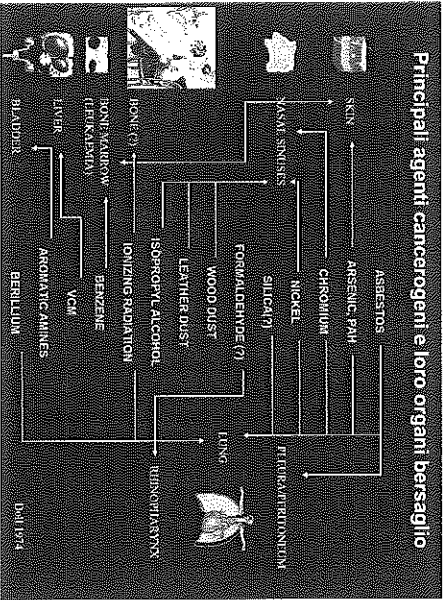 Principali agenti cancerogeni e loro organi bersaglio
SKIN
NASAL SINUSES
BONE(?)
BONE MARROW
(LEUKAEMIA)
LIVER
BLADDER
ASBESTOS
ARSENIC, PAH
CHROMIUM
NICKEL
SILICA(?)
FORMALDEHYDE (?)
WOOD DUST
LEATHER DUST
ISOPROPYL ALCOHOL
IONIZING RADIATION
BENZENE
VCM
AROMATIC AMINES
BERILLIUM
PLEURA/PERITONEUM
LUNG
RHINOPHARYNX
Doll 1974